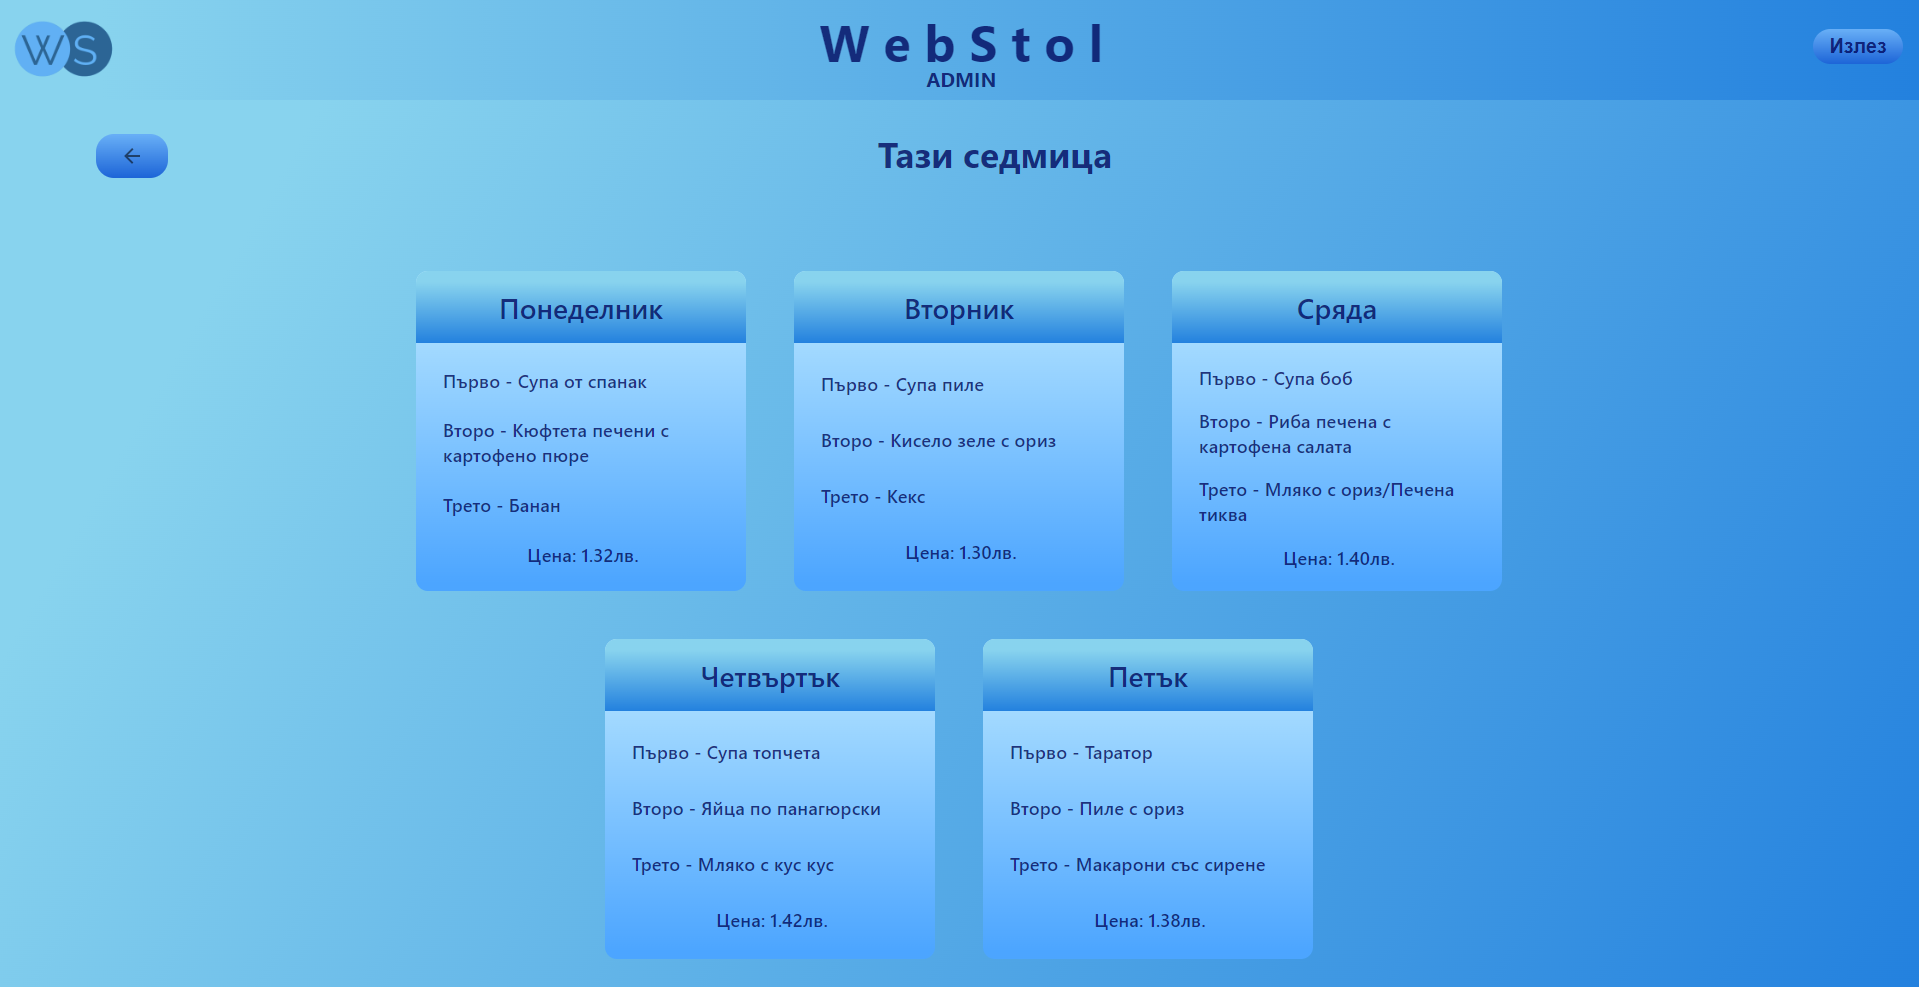 WS
WebStol
ADMIN
Излез
Тази седмица
Понеделник
Първо - Супа от спанак
Второ - Кюфтета печени с
картофено пюре
Трето - Банан
Цена: 1.32лв.
Вторник
Първо - Супа пиле
Второ - Кисело зеле с ориз
Трето - Кекс
Цена: 1.30лв.
Сряда
Първо - Супа боб
Второ - Риба печена с
картофена салата
Трето - Мляко с ориз/Печена
тиква
Цена: 1.40лв.
Четвъртък
Първо - Супа топчета
Второ - Яйца по панагюрски
Трето - Мляко с кус кус
Цена: 1.42лв.
Петък
Първо - Таратор
Второ - Пиле с ориз
Трето - Макарони със сирене
Цена: 1.38лв.